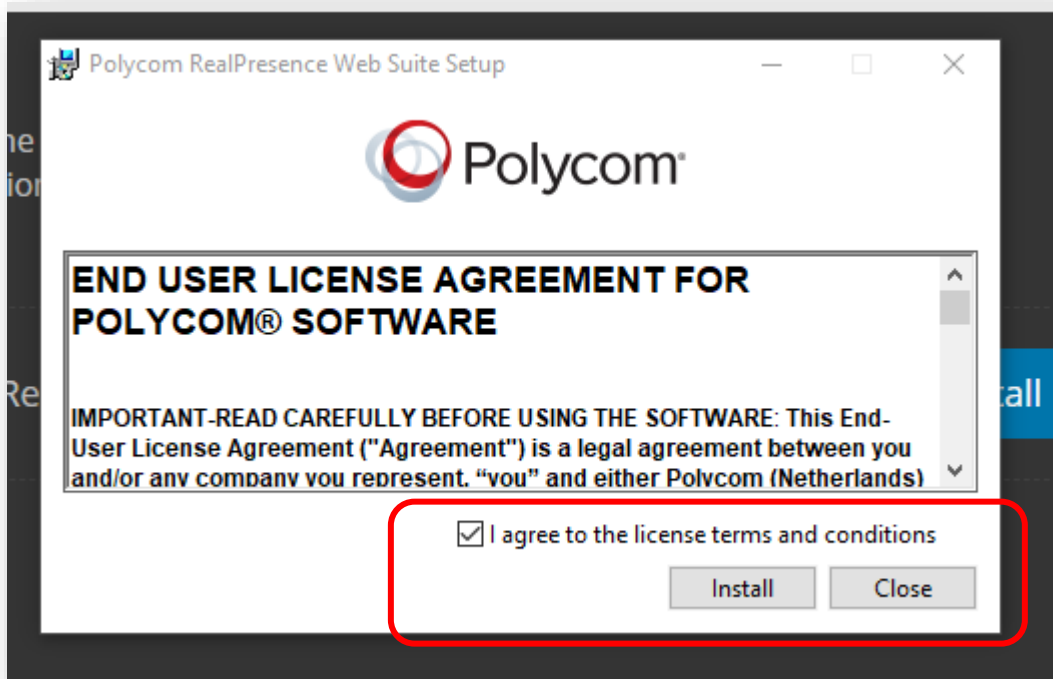 Polycom RealPresence Web Suite Setup
Polycom®
END USER LICENSE AGREEMENT FOR
POLYCOM® SOFTWARE
IMPORTANT-READ CAREFULLY BEFORE USING THE SOFTWARE: This End-
User License Agreement ("Agreement") is a legal agreement between you
and/or any company you represent, “you” and either Polycom (Netherlands)
I agree to the license terms and conditions
Install
Close